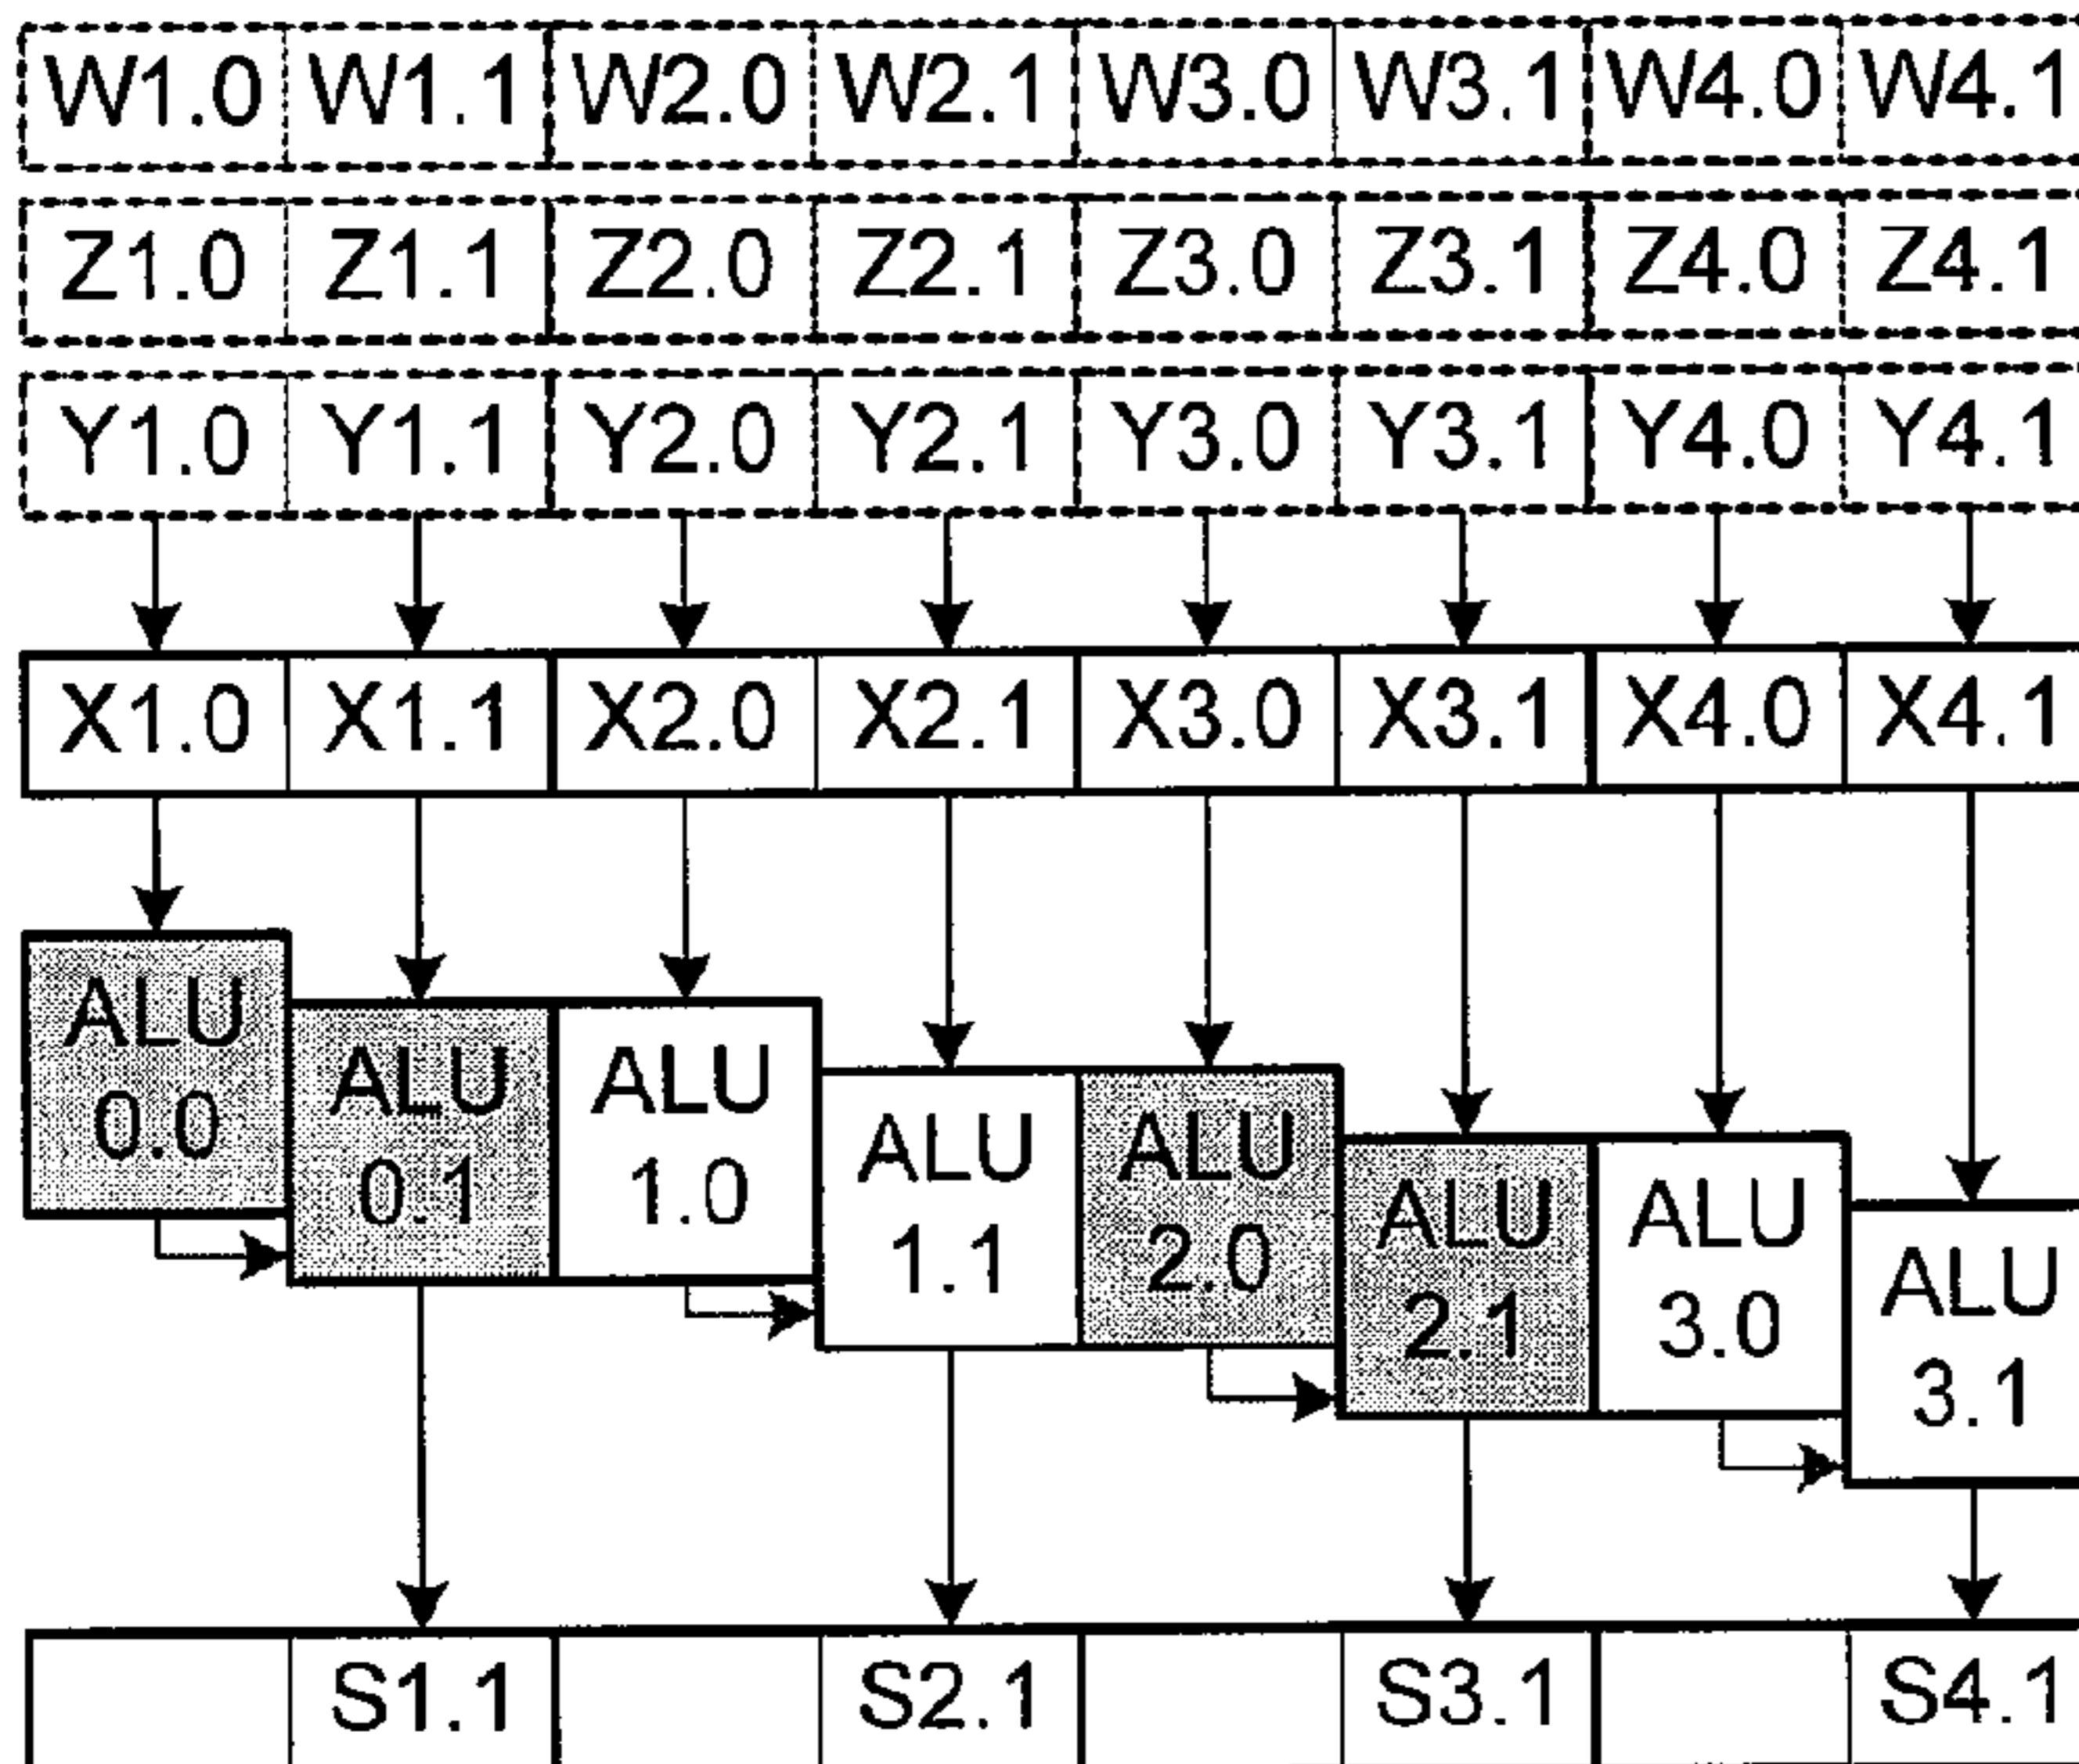 W1.0 W1.1 W2.0 W2.1 W3.0 W3.1 W4.0 W4.1
Z1.0 Z1.1 Z2.0 Z2.1 Z3.0 Z3.1 Z4.0 Z4.1
Y1.0 Y1.1 Y2.0 Y2.1 Y3.0 Y3.1 Y4.0 Y4.1
X1.0 X1.1 X2.0 X2.1 X3.0 X3.1 X4.0 X4.1
ALU
0.0
ALU
0.1
ALU
1.0
ALU
1.1
ALU
2.0
ALU
2.1
ALU
3.0
ALU
3.1
S1.1 S2.1 S3.1 S4.1